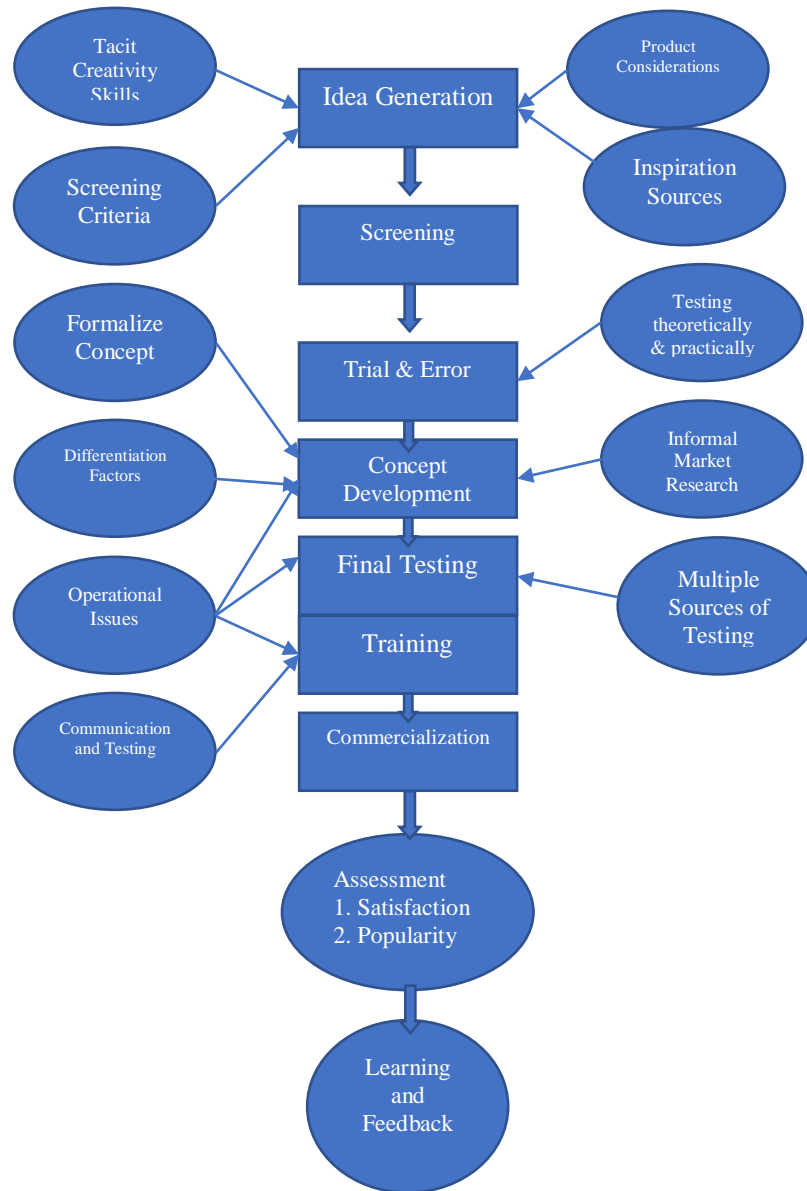 Tacit
Creativity
Skills
Product
Considerations
Idea Generation
Screening
Criteria
Inspiration
Sources
Screening
Formalize
Concept
Testing
theoretically
& practically
Trial & Error
Differentiation
Factors
Concept
Development
Informal
Market
Research
Final Testing
Operational
Issues
Multiple
Sources of
Testing
Training
Communication
and Testing
Commercialization
Assessment
1. Satisfaction
2. Popularity
Learning
and
Feedback